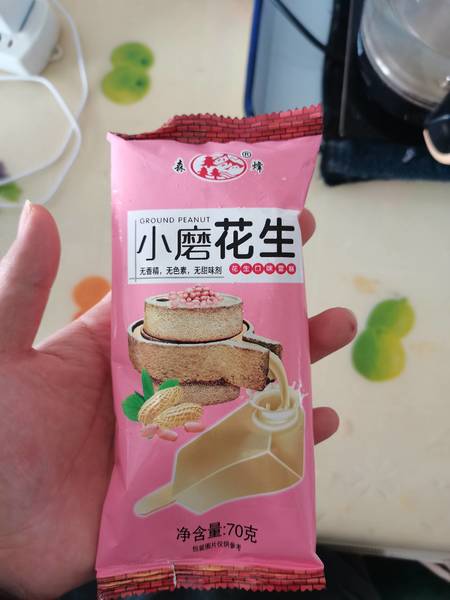 森 ® 蜂
GROUND PEANUT
小磨花生
无香精，无色素，无甜味剂
花生口味雪糕
净含量:70克
包装图片仅供参考